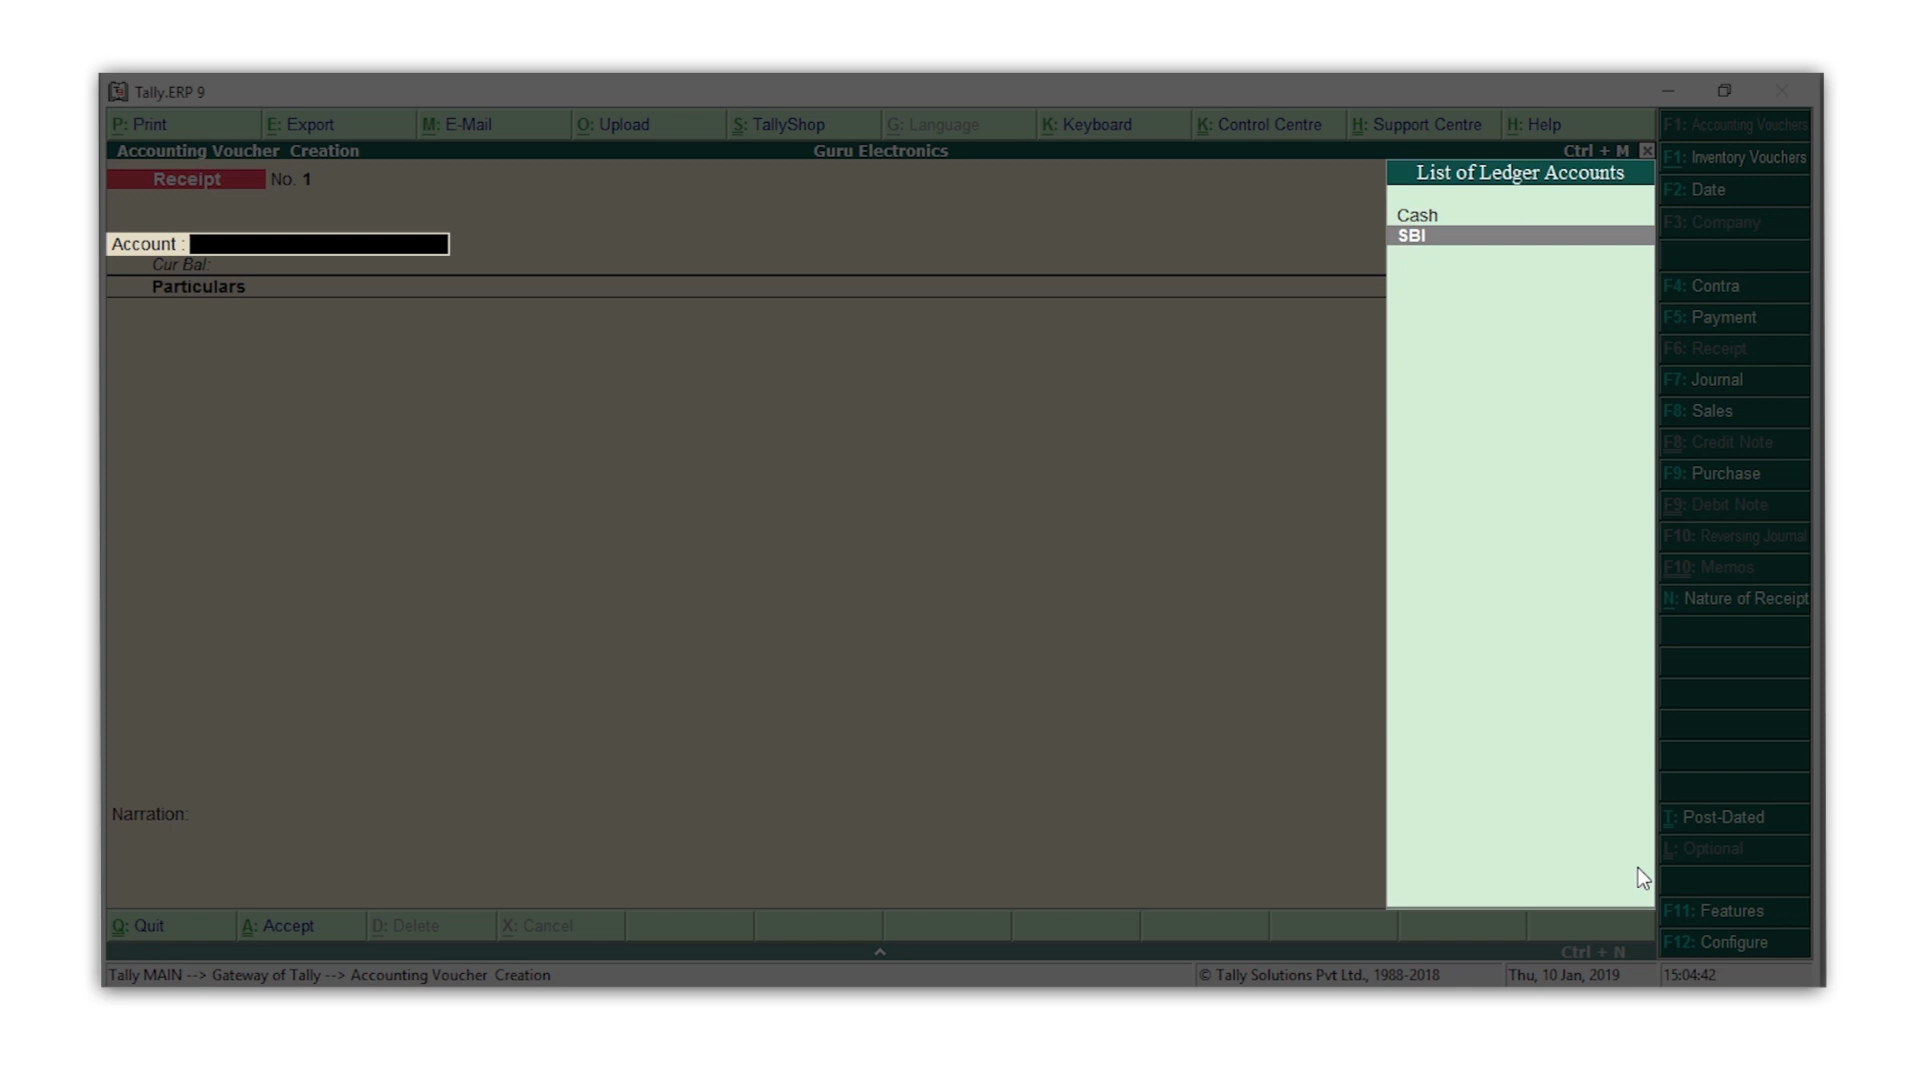 Tally.ERP 9
P: Print E: Export M: E-Mail O: Upload S: TallyShop G: Language K: Keyboard K: Control Centre H: Support Centre H: Help
Accounting Voucher Creation Guru Electronics Ctrl + M
Receipt No. 1
Account :
Cur Bal:
Particulars
Narration:
List of Ledger Accounts
Cash
SBI
F1: Accounting Vouchers
F1: Inventory Vouchers
F2: Date
F3: Company
F4: Contra
F5: Payment
F6: Receipt
F7: Journal
F8: Sales
F8: Credit Note
F9: Purchase
F9: Debit Note
F10: Reversing Journal
F10: Memos
N: Nature of Receipt
T: Post-Dated
L: Optional
F11: Features
F12: Configure
Q: Quit A: Accept D: Delete X: Cancel
Ctrl + N
Tally MAIN --> Gateway of Tally --> Accounting Voucher Creation © Tally Solutions Pvt Ltd., 1988-2018 Thu, 10 Jan, 2019 15:04:42